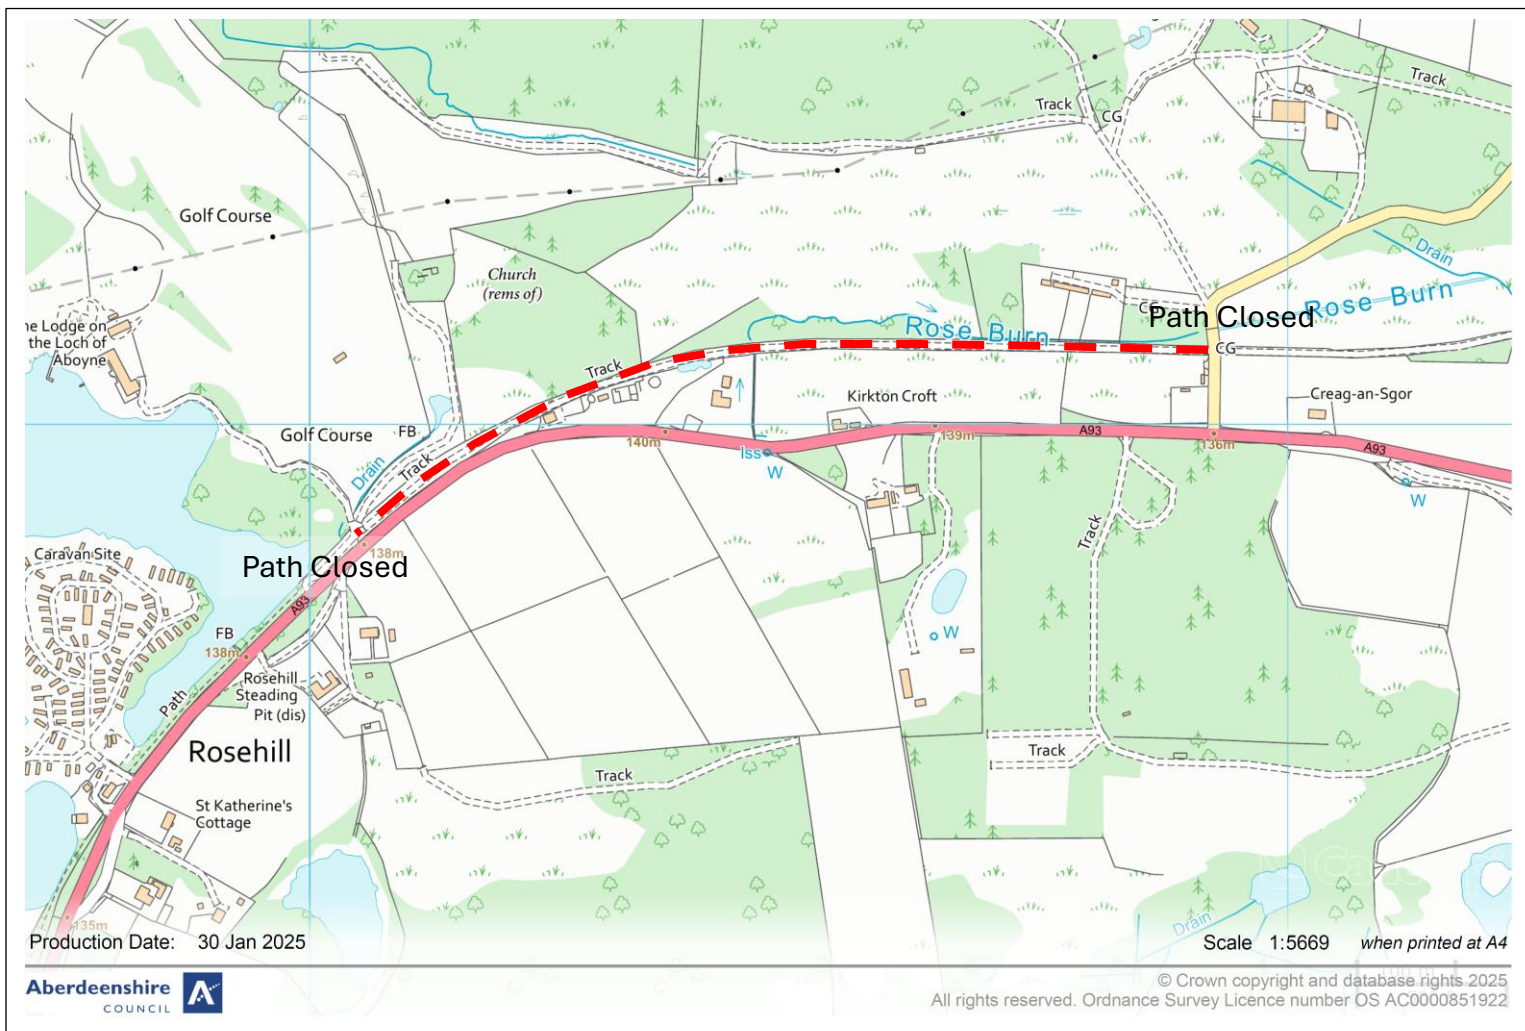 Track
Track
CG
Golf Course
Church
(rems of)
Drain
Rose Burn
Path Closed
Rose Burn
he Lodge on
the Loch of
Aboyne
CG
Track
Kirkton Croft
Creag-an-Sgor
Golf Course
FB
140m
139m
A93
136m
A93
Iss
W
W
Drain
Track
138m
Path Closed
Caravan Site
A93
Track
FB
138m
W
Rosehill
Steading
Pit (dis)
Path
Rosehill
Track
Track
St Katherine's
Cottage
135m
Drain
Production Date: 30 Jan 2025
Scale 1:5669 when printed at A4
Aberdeenshire
COUNCIL
© Crown copyright and database rights 2025
All rights reserved. Ordnance Survey Licence number OS AC0000851922